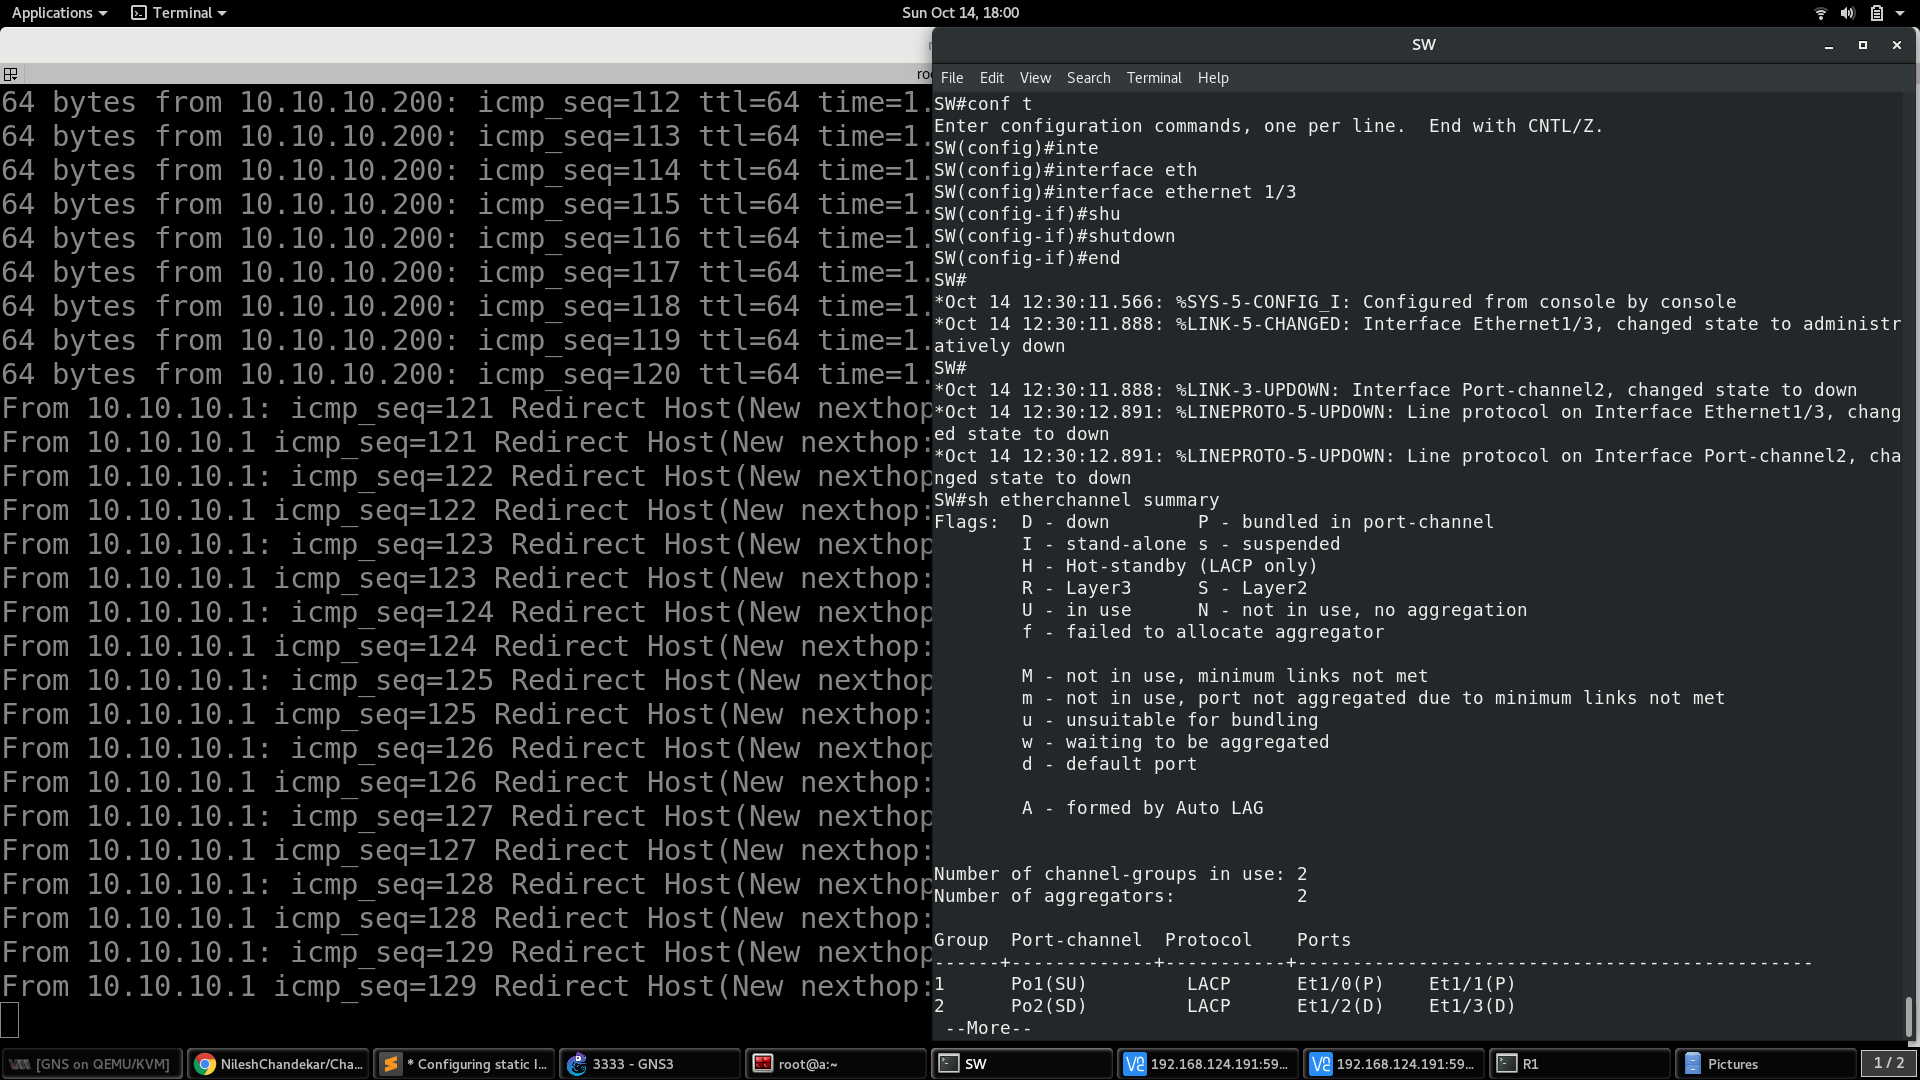 Applications
Terminal
Sun Oct 14, 18:00
64 bytes from 10.10.10.200: icmp_seq=112 ttl=64 time=1.
64 bytes from 10.10.10.200: icmp_seq=113 ttl=64 time=1.
64 bytes from 10.10.10.200: icmp_seq=114 ttl=64 time=1.
64 bytes from 10.10.10.200: icmp_seq=115 ttl=64 time=1.
64 bytes from 10.10.10.200: icmp_seq=116 ttl=64 time=1.
64 bytes from 10.10.10.200: icmp_seq=117 ttl=64 time=1.
64 bytes from 10.10.10.200: icmp_seq=118 ttl=64 time=1.
64 bytes from 10.10.10.200: icmp_seq=119 ttl=64 time=1.
64 bytes from 10.10.10.200: icmp_seq=120 ttl=64 time=1.
From 10.10.10.1: icmp_seq=121 Redirect Host(New nexthop
From 10.10.10.1 icmp_seq=121 Redirect Host(New nexthop:
From 10.10.10.1: icmp_seq=122 Redirect Host(New nexthop
From 10.10.10.1 icmp_seq=122 Redirect Host(New nexthop:
From 10.10.10.1: icmp_seq=123 Redirect Host(New nexthop
From 10.10.10.1 icmp_seq=123 Redirect Host(New nexthop:
From 10.10.10.1: icmp_seq=124 Redirect Host(New nexthop
From 10.10.10.1 icmp_seq=124 Redirect Host(New nexthop:
From 10.10.10.1: icmp_seq=125 Redirect Host(New nexthop
From 10.10.10.1 icmp_seq=125 Redirect Host(New nexthop:
From 10.10.10.1: icmp_seq=126 Redirect Host(New nexthop
From 10.10.10.1 icmp_seq=126 Redirect Host(New nexthop:
From 10.10.10.1: icmp_seq=127 Redirect Host(New nexthop
From 10.10.10.1 icmp_seq=127 Redirect Host(New nexthop:
From 10.10.10.1: icmp_seq=128 Redirect Host(New nexthop
From 10.10.10.1 icmp_seq=128 Redirect Host(New nexthop:
From 10.10.10.1: icmp_seq=129 Redirect Host(New nexthop
From 10.10.10.1 icmp_seq=129 Redirect Host(New nexthop:
SW
File Edit View Search Terminal Help
SW#conf t
Enter configuration commands, one per line.  End with CNTL/Z.
SW(config)#inte
SW(config)#interface eth
SW(config)#interface ethernet 1/3
SW(config-if)#shu
SW(config-if)#shutdown
SW(config-if)#end
SW#
*Oct 14 12:30:11.566: %SYS-5-CONFIG_I: Configured from console by console
*Oct 14 12:30:11.888: %LINK-5-CHANGED: Interface Ethernet1/3, changed state to administr
atively down
SW#
*Oct 14 12:30:11.888: %LINK-3-UPDOWN: Interface Port-channel2, changed state to down
*Oct 14 12:30:12.891: %LINEPROTO-5-UPDOWN: Line protocol on Interface Ethernet1/3, chang
ed state to down
*Oct 14 12:30:12.891: %LINEPROTO-5-UPDOWN: Line protocol on Interface Port-channel2, cha
nged state to down
SW#sh etherchannel summary
Flags:  D - down        P - bundled in port-channel
I - stand-alone s - suspended
H - Hot-standby (LACP only)
R - Layer3      S - Layer2
U - in use      N - not in use, no aggregation
f - failed to allocate aggregator
M - not in use, minimum links not met
m - not in use, port not aggregated due to minimum links not met
u - unsuitable for bundling
w - waiting to be aggregated
d - default port
A - formed by Auto LAG
Number of channel-groups in use: 2
Number of aggregators:           2
Group  Port-channel  Protocol    Ports
------+-------------+-----------+-----------------------------------------------
1      Po1(SU)         LACP      Et1/0(P)    Et1/1(P)
2      Po2(SD)         LACP      Et1/2(D)    Et1/3(D)
--More--
[GNS on QEMU/KVM]
NileshChandekar/Cha...
* Configuring static I...
3333 - GNS3
root@a:~
SW
192.168.124.191:59...
192.168.124.191:59...
R1
Pictures
1 / 2